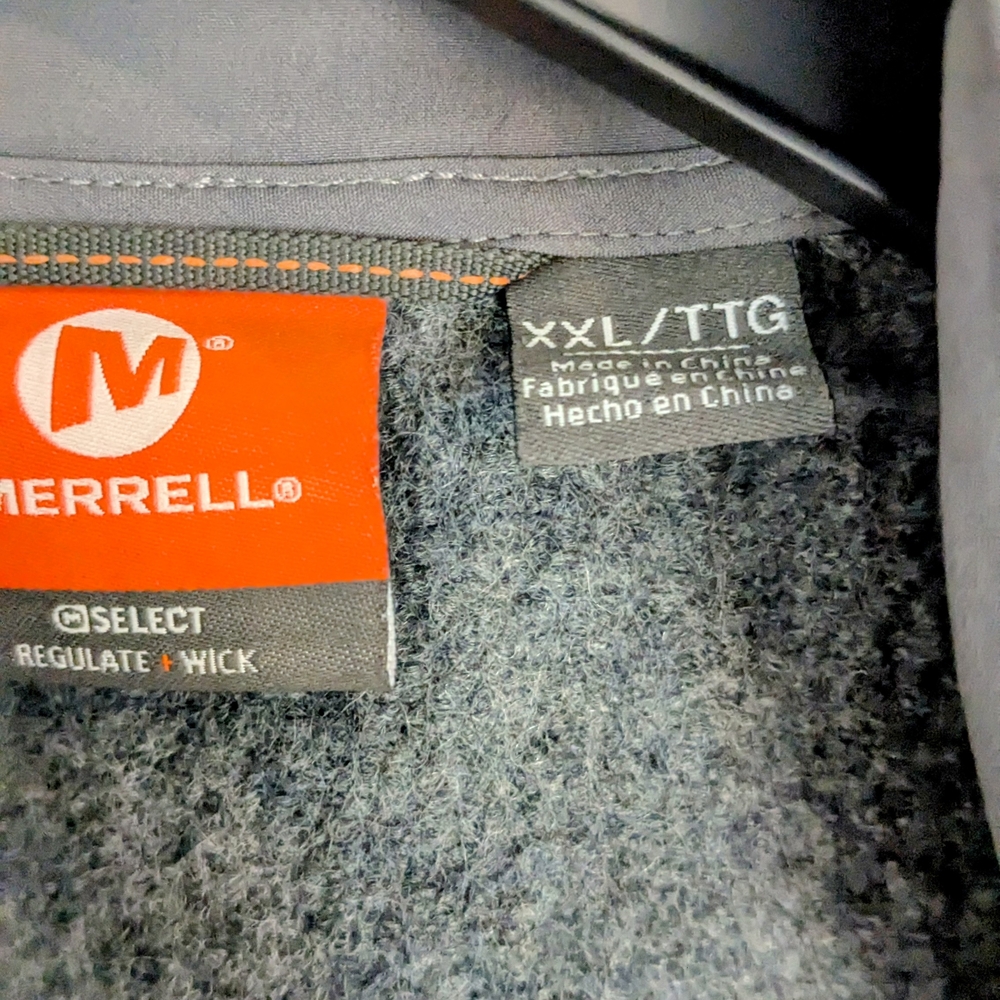 M®
MERRELL®
M SELECT
REGULATE + WICK
XXL/TTG
Made in China
Fabriqué en Chine
Hecho en China